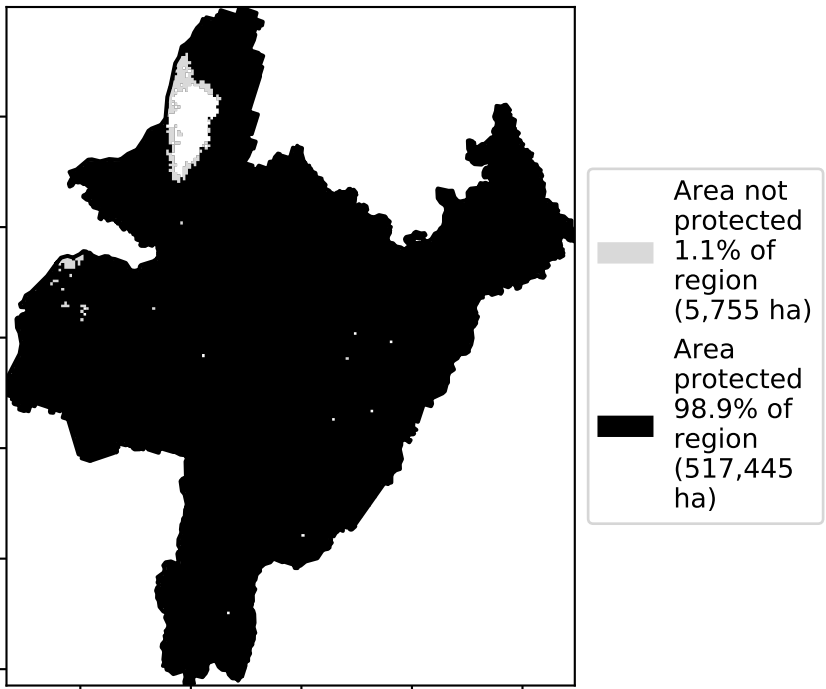 Area not
protected
1.1% of
region
(5,755 ha)
Area
protected
98.9% of
region
(517,445
ha)